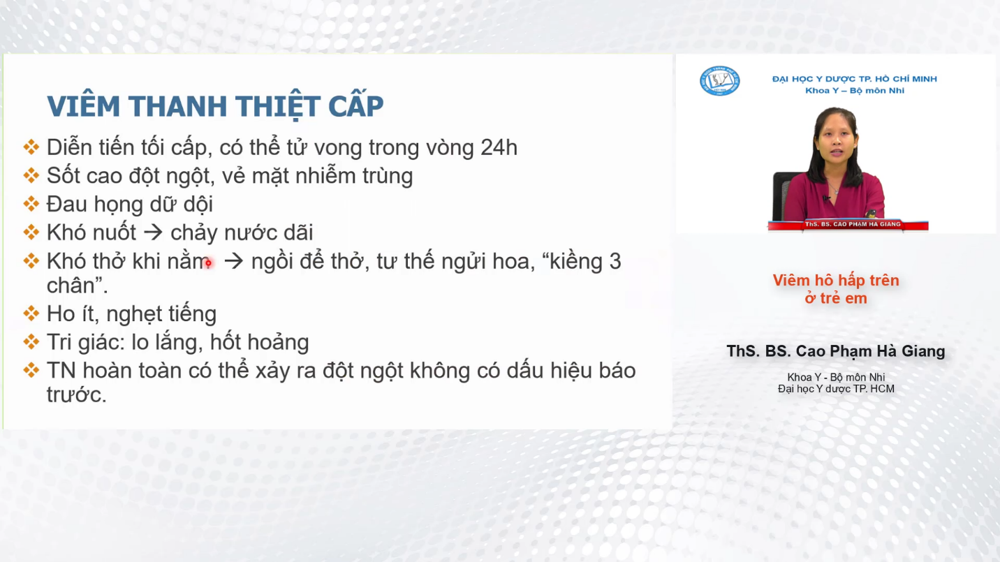 VIÊM THANH THIỆT CẤP
Diễn tiến tối cấp, có thể tử vong trong vòng 24h
Sốt cao đột ngột, vẻ mặt nhiễm trùng
Đau họng dữ dội
Khó nuốt → chảy nước dãi
Khó thở khi nằm → ngồi để thở, tư thế ngửi hoa, “kiềng 3
chân”.
Ho ít, nghẹt tiếng
Tri giác: lo lắng, hốt hoảng
TN hoàn toàn có thể xảy ra đột ngột không có dấu hiệu báo
trước.
ĐẠI HỌC Y DƯỢC TP. HỒ CHÍ MINH
Khoa Y – Bộ môn Nhi
ThS. BS. CAO PHẠM HÀ GIANG
Viêm hô hấp trên
ở trẻ em
ThS. BS. Cao Phạm Hà Giang
Khoa Y - Bộ môn Nhi
Đại học Y dược TP. HCM